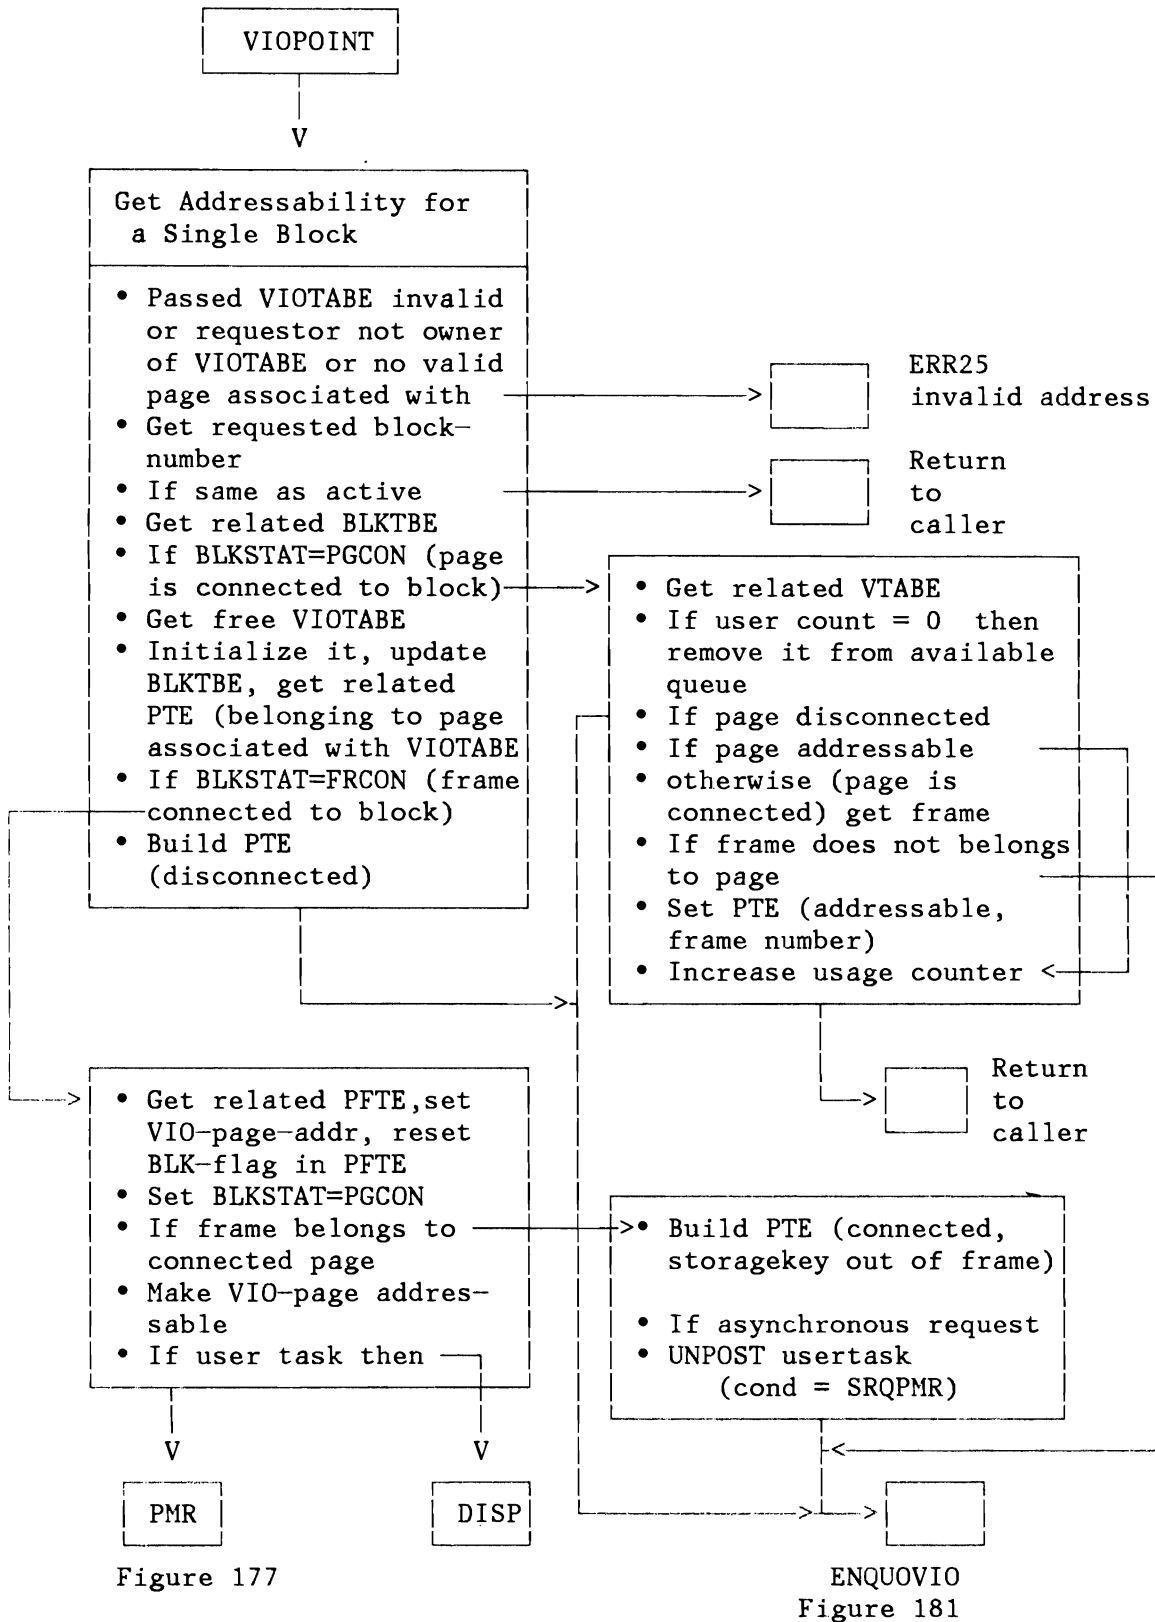 VIOPOINT
V
Get Addressability for
a Single Block
• Passed VIOTABE invalid
or requestor not owner
of VIOTABE or no valid
page associated with
• Get requested block-
number
• If same as active
• Get related BLKTBE
• If BLKSTAT=PGCON (page
is connected to block)
• Get free VIOTABE
• Initialize it, update
BLKTBE, get related
PTE (belonging to page
associated with VIOTABE
• If BLKSTAT=FRCON (frame
connected to block)
• Build PTE
(disconnected)
ERR25
invalid address
Return
to
caller
• Get related VTABE
• If user count = 0 then
remove it from available
queue
• If page disconnected
• If page addressable
• otherwise (page is
connected) get frame
• If frame does not belongs
to page
• Set PTE (addressable,
frame number)
• Increase usage counter
Return
to
caller
• Get related PFTE,set
VIO-page-addr, reset
BLK-flag in PFTE
• Set BLKSTAT=PGCON
• If frame belongs to
connected page
• Make VIO-page addres-
sable
• If user task then
• Build PTE (connected,
storagekey out of frame)
• If asynchronous request
• UNPOST usertask
(cond = SRQPMR)
V
V
PMR
DISP
Figure 177
ENQUOVIO
Figure 181